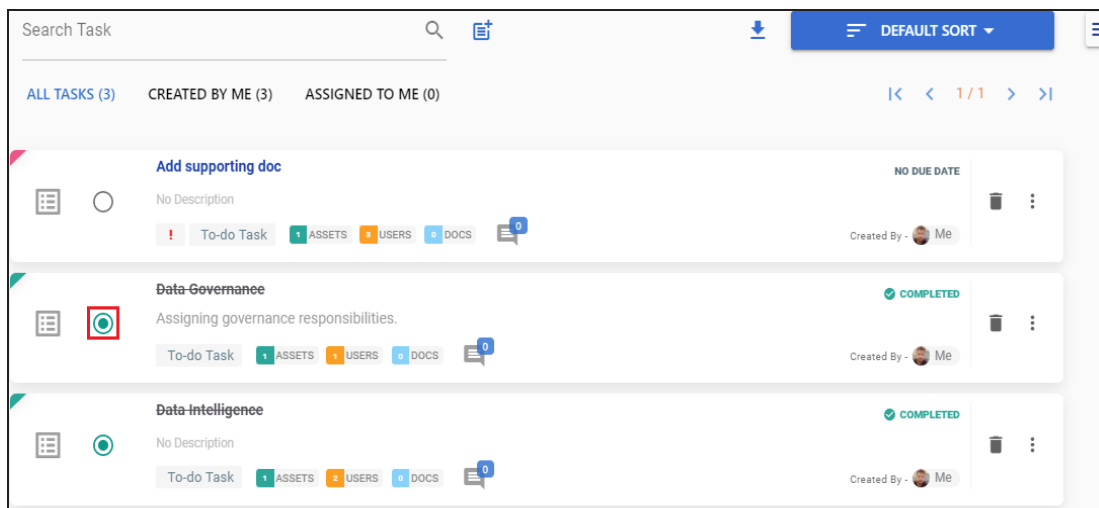 Search Task
DEFAULT SORT
ALL TASKS (3) CREATED BY ME (3) ASSIGNED TO ME (0)
1 / 1
Add supporting doc
NO DUE DATE
No Description
! To-do Task 1 ASSETS 3 USERS 0 DOCS 0
Created By - Me
Data Governance
COMPLETED
Assigning governance responsibilities.
To-do Task 1 ASSETS 1 USERS 0 DOCS 0
Created By - Me
Data Intelligence
COMPLETED
No Description
To-do Task 1 ASSETS 2 USERS 0 DOCS 0
Created By - Me